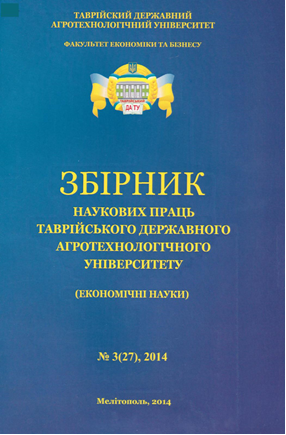 ТАВРІЙСЬКИЙ ДЕРЖАВНИЙ
АГРОТЕХНОЛОГІЧНИЙ УНІВЕРСИТЕТ
ФАКУЛЬТЕТ ЕКОНОМІКИ ТА БІЗНЕСУ
ДА ТУ
ЗБІРНИК
НАУКОВИХ ПРАЦЬ
ТАВРІЙСЬКОГО ДЕРЖАВНОГО
АГРОТЕХНОЛОГІЧНОГО
УНІВЕРСИТЕТУ
(ЕКОНОМІЧНІ НАУКИ)
№ 3(27), 2014
Мелітополь, 2014